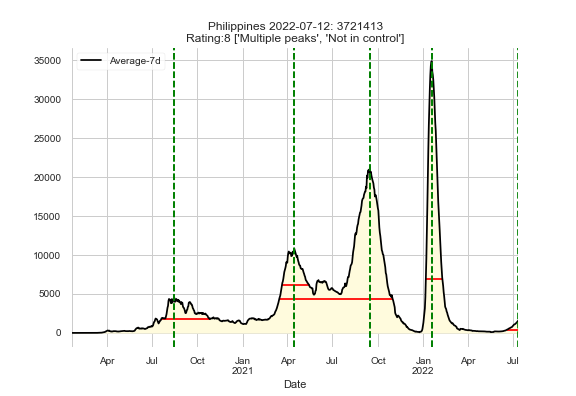 Philippines 2022-07-12: 3721413
Rating:8 ['Multiple peaks', 'Not in control']
Average-7d
35000
30000
25000
20000
15000
10000
5000
0
Apr Jul Oct Jan Apr Jul Oct Jan Apr Jul
2021 2022
Date